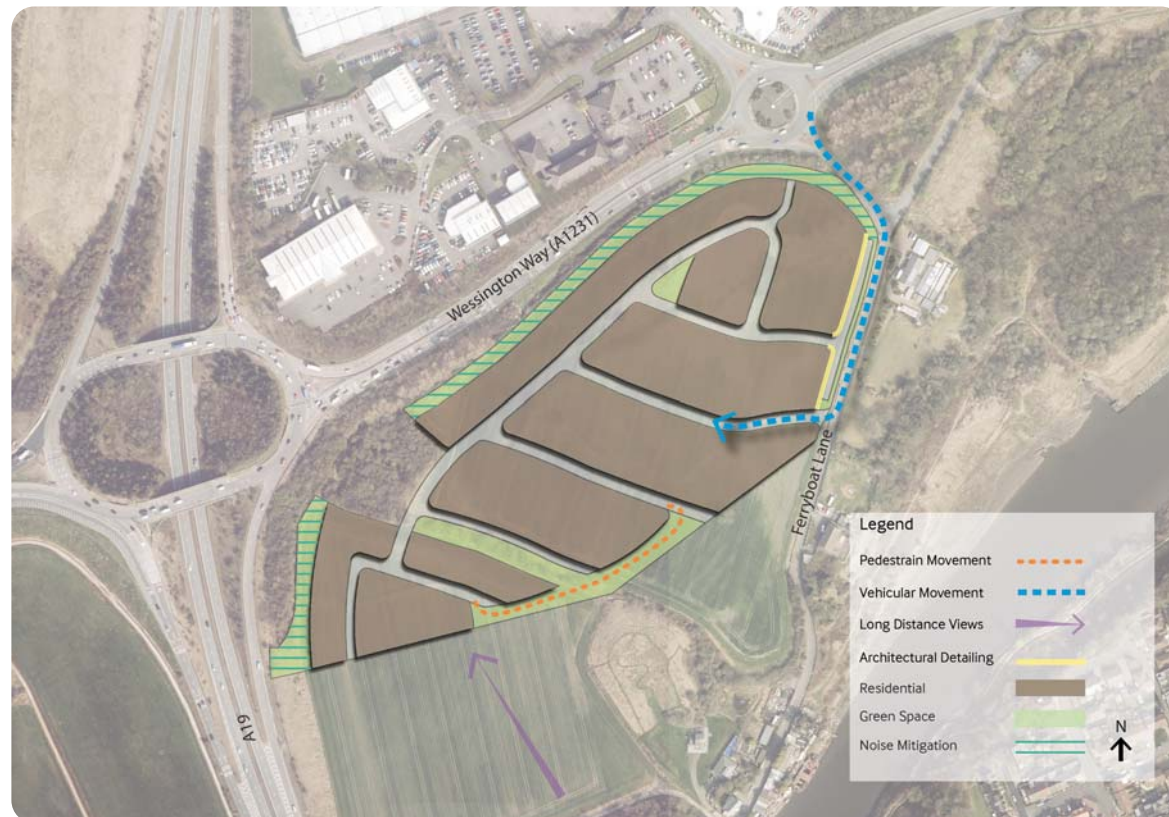 Wessington Way (A1231)
Ferryboat Lane
A19
Legend
Pedestrain Movement
Vehicular Movement
Long Distance Views
Architectural Detailing
Residential
Green Space
Noise Mitigation
N